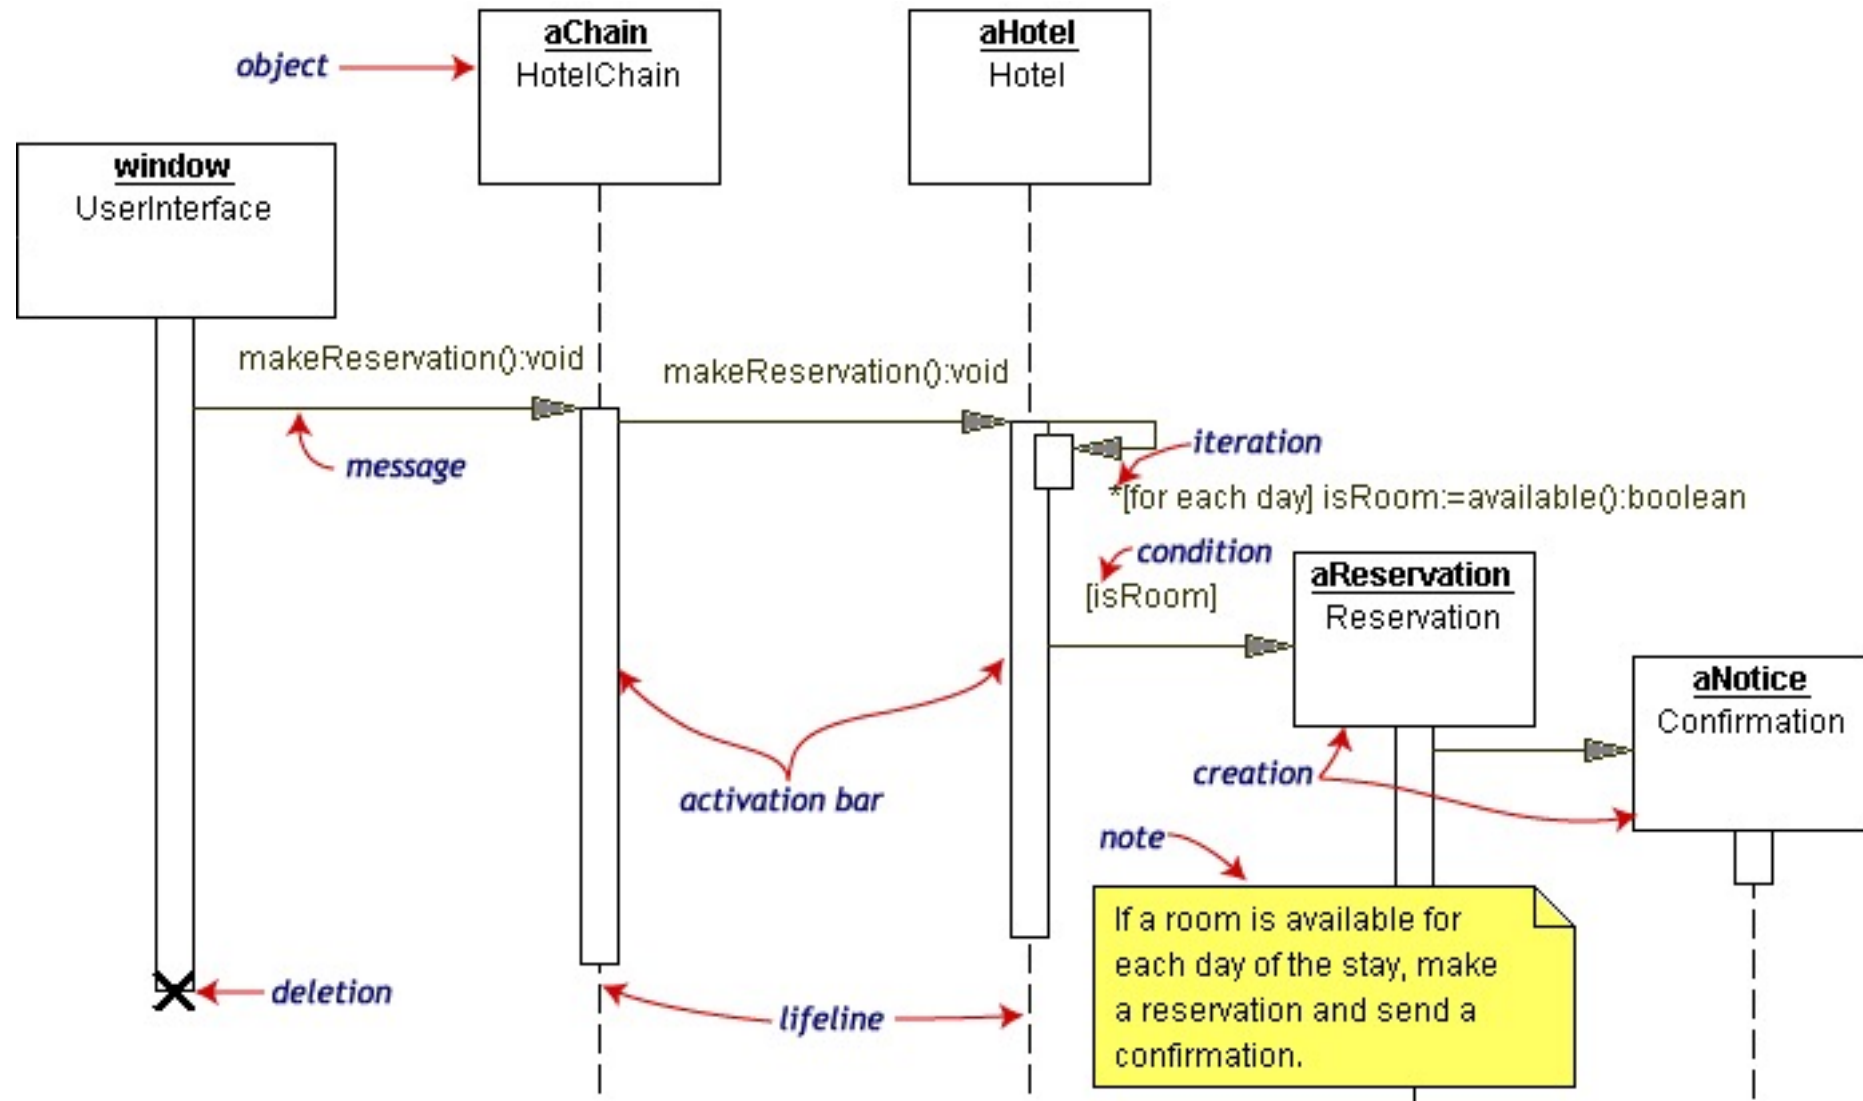 object
aChain
HotelChain
aHotel
Hotel
window
UserInterface
makeReservation():void
makeReservation():void
message
iteration
*[for each day] isRoom:=available():boolean
condition
[isRoom]
aReservation
Reservation
aNotice
Confirmation
activation bar
creation
note
If a room is available for
each day of the stay, make
a reservation and send a
confirmation.
deletion
lifeline